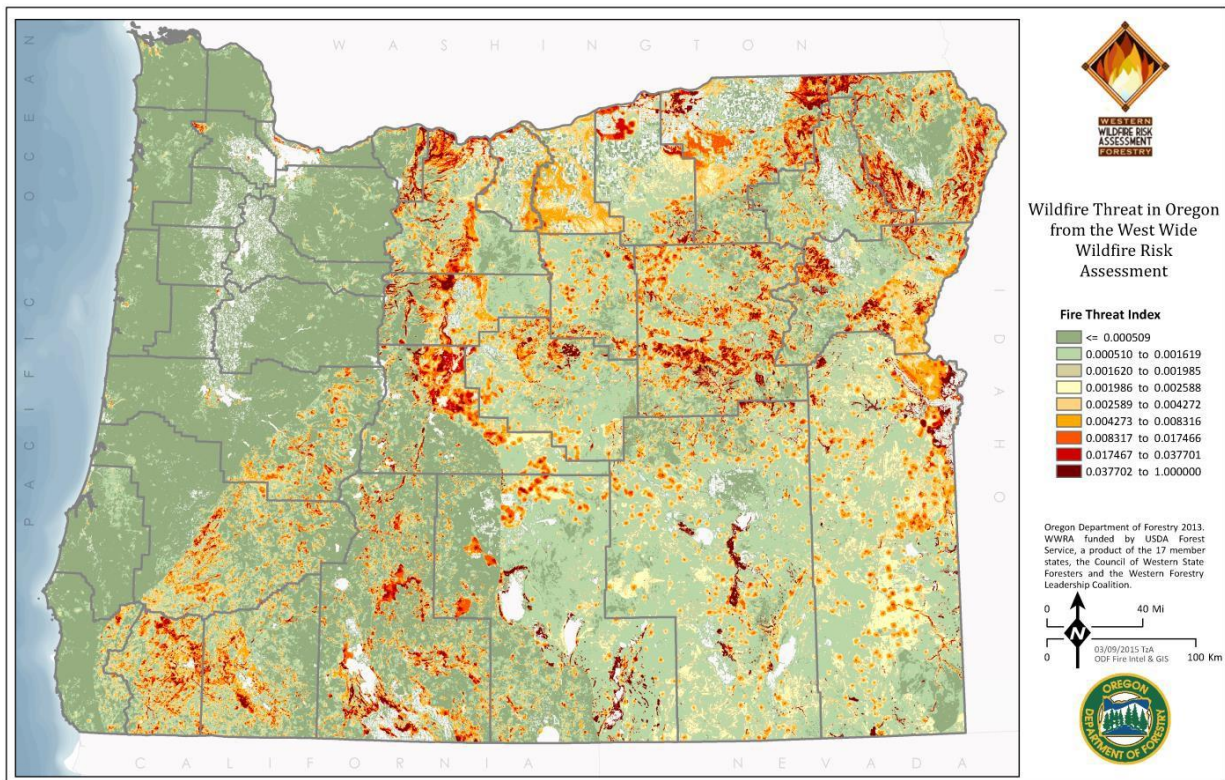 WASHINGTON
PACIFIC OCEAN
IDAHO
CALIFORNIA
NEVADA
WESTERN
WILDFIRE RISK
ASSESSMENT
FORESTRY
Wildfire Threat in Oregon
from the West Wide
Wildfire Risk
Assessment
Fire Threat Index
<= 0.000509
0.000510 to 0.001619
0.001620 to 0.001985
0.001986 to 0.002588
0.002589 to 0.004272
0.004273 to 0.008316
0.008317 to 0.017466
0.017467 to 0.037701
0.037702 to 1.000000
Oregon Department of Forestry 2013.
WWRA funded by USDA Forest
Service, a product of the 17 member
states, the Council of Western State
Foresters and the Western Forestry
Leadership Coalition.
0 40 Mi
N
0 100 Km
03/09/2015 TzA
ODF Fire Intel & GIS
OREGON
DEPARTMENT OF FORESTRY